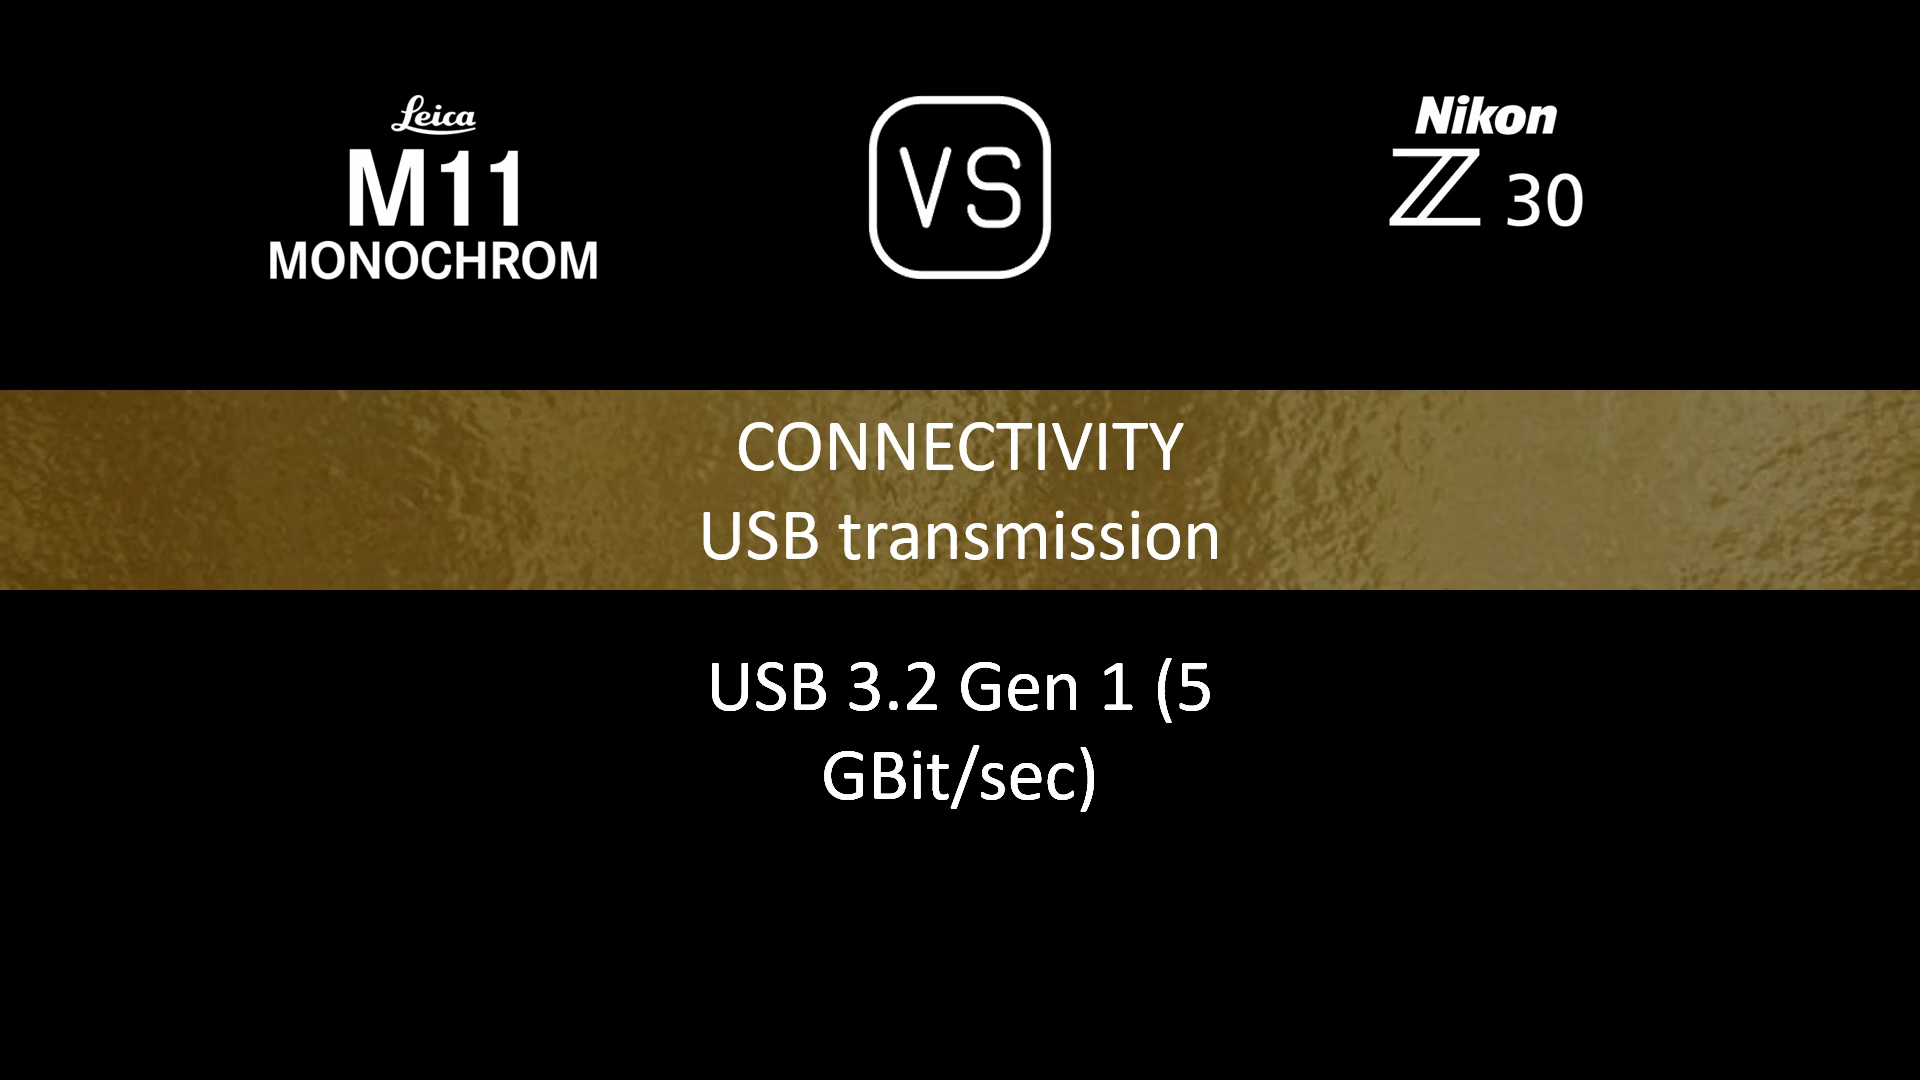 Leica
M11
MONOCHROM
VS
Nikon
Z 30
CONNECTIVITY
USB transmission
USB 3.2 Gen 1 (5
GBit/sec)